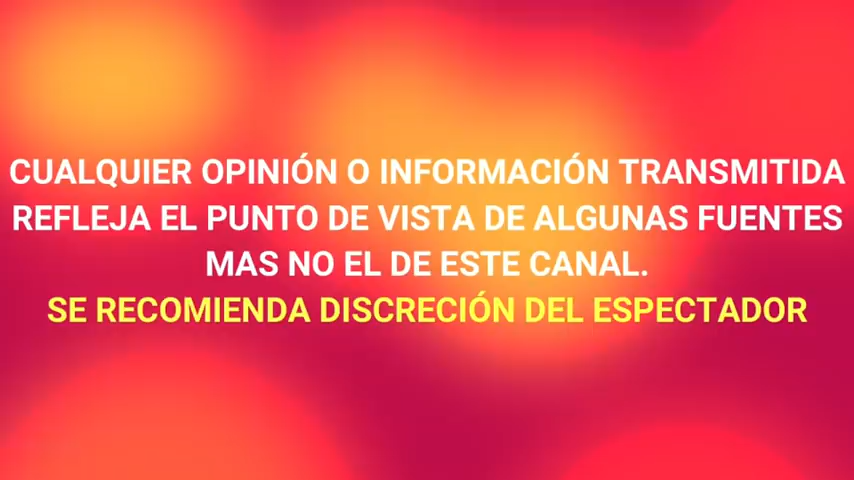 CUALQUIER OPINIÓN O INFORMACIÓN TRANSMITIDA
REFLEJA EL PUNTO DE VISTA DE ALGUNAS FUENTES
MAS NO EL DE ESTE CANAL.
SE RECOMIENDA DISCRECIÓN DEL ESPECTADOR